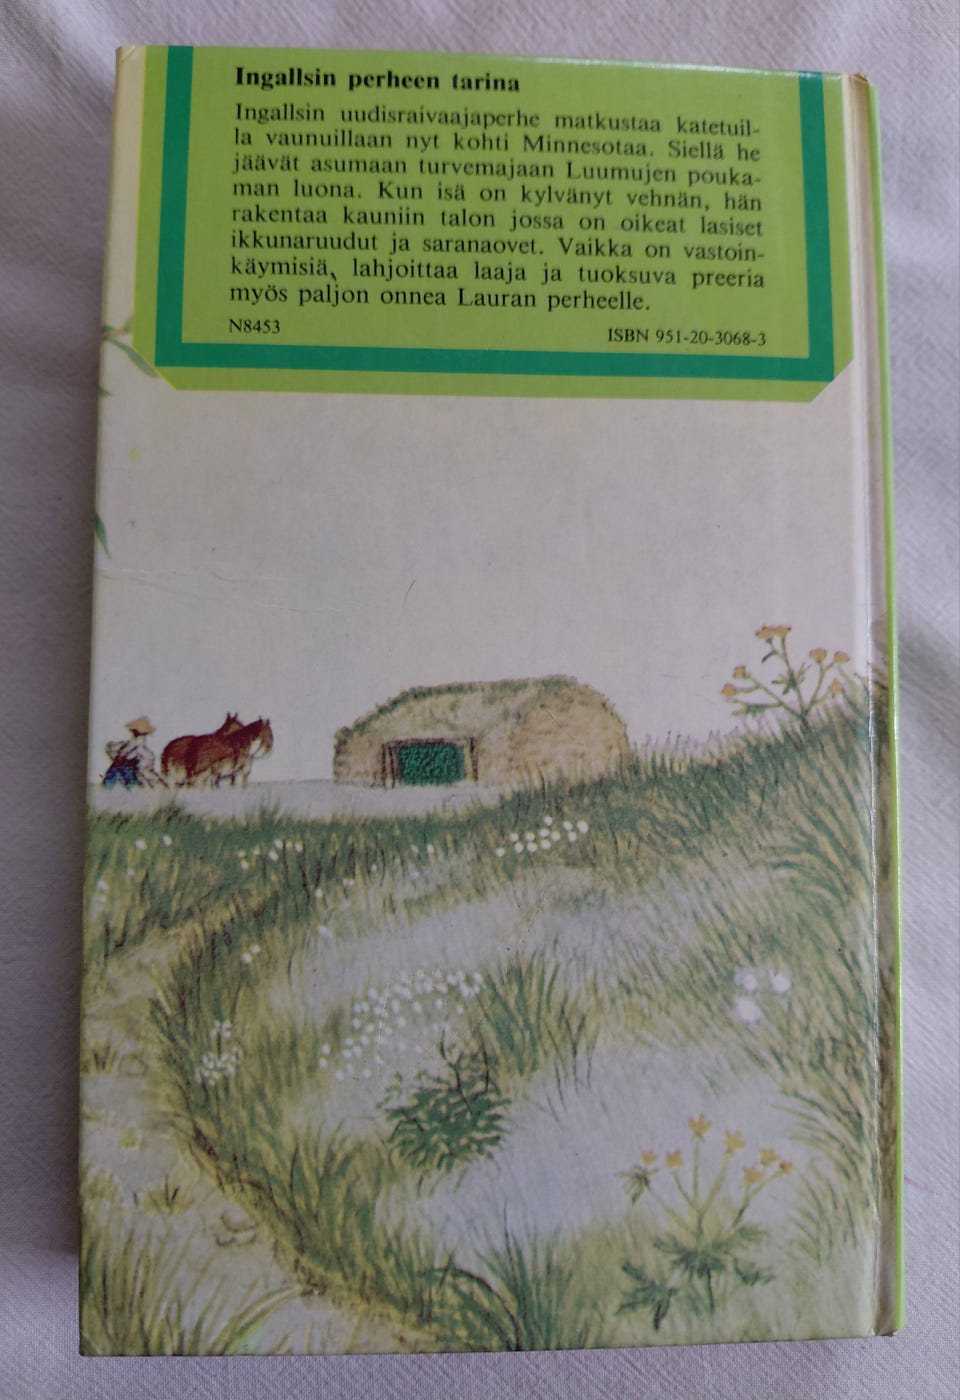 Ingallsin perheen tarina
Ingallsin uudisraivaajaperhe matkustaa katetuil-
la vaunuillaan nyt kohti Minnesotaa. Siellä he
jäävät asumaan turvemajaan Luumujen pouka-
man luona. Kun isä on kylvänyt vehnän, hän
rakentaa kauniin talon jossa on oikeat lasiset
ikkunaruudut ja saranaovet. Vaikka on vastoin-
käymisiä, lahjoittaa laaja ja tuoksuva preeria
myös paljon onnea Lauran perheelle.
N8453
ISBN 951-20-3068-3